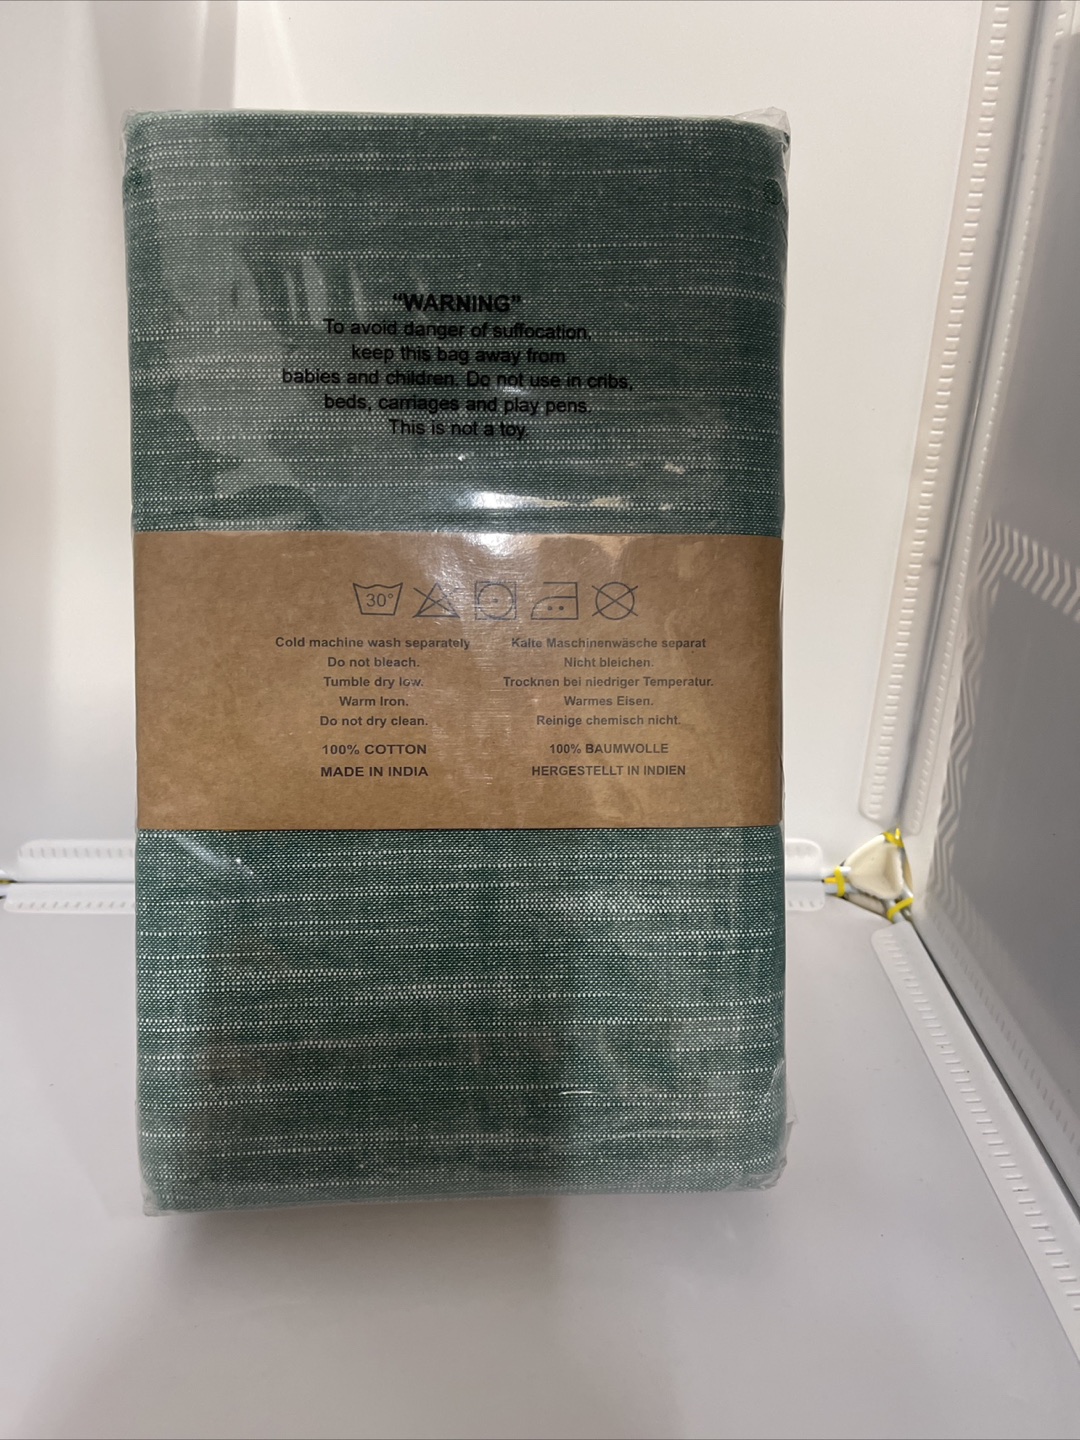 “WARNING”
To avoid danger of suffocation,
keep this bag away from
babies and children. Do not use in cribs,
beds, carriages and play pens.
This is not a toy.
30°
Cold machine wash separately
Do not bleach.
Tumble dry low.
Warm Iron.
Do not dry clean.
100% COTTON
MADE IN INDIA
Kalte Maschinenwäsche separat
Nicht bleichen.
Trocknen bei niedriger Temperatur.
Warmes Eisen.
Reinige chemisch nicht.
100% BAUMWOLLE
HERGESTELLT IN INDIEN